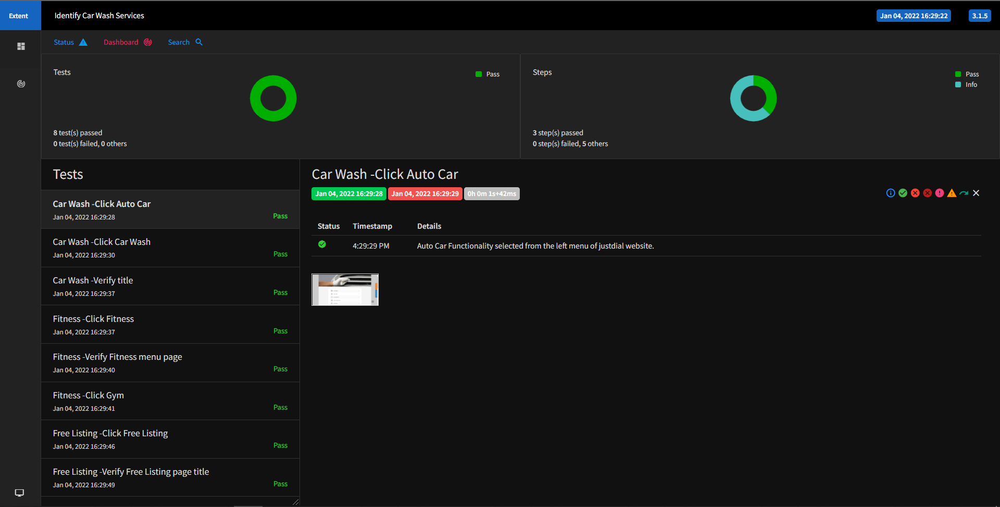 Extent
Identify Car Wash Services
Jan 04, 2022 16:29:22
3.1.5
Status
Dashboard
Search
Tests
Pass
8 test(s) passed
0 test(s) failed, 0 others
Steps
Pass
Info
3 step(s) passed
0 step(s) failed, 5 others
Tests
Car Wash -Click Auto Car
Jan 04, 2022 16:29:28
Pass
Car Wash -Click Car Wash
Jan 04, 2022 16:29:30
Pass
Car Wash -Verify title
Jan 04, 2022 16:29:37
Pass
Fitness -Click Fitness
Jan 04, 2022 16:29:37
Pass
Fitness -Verify Fitness menu page
Jan 04, 2022 16:29:40
Pass
Fitness -Click Gym
Jan 04, 2022 16:29:41
Pass
Free Listing -Click Free Listing
Jan 04, 2022 16:29:46
Pass
Free Listing -Verify Free Listing page title
Jan 04, 2022 16:29:49
Pass
Car Wash -Click Auto Car
Jan 04, 2022 16:29:28 Jan 04, 2022 16:29:29 0h 0m 1s+42ms
Status Timestamp Details
4:29:29 PM Auto Car Functionality selected from the left menu of justdial website.